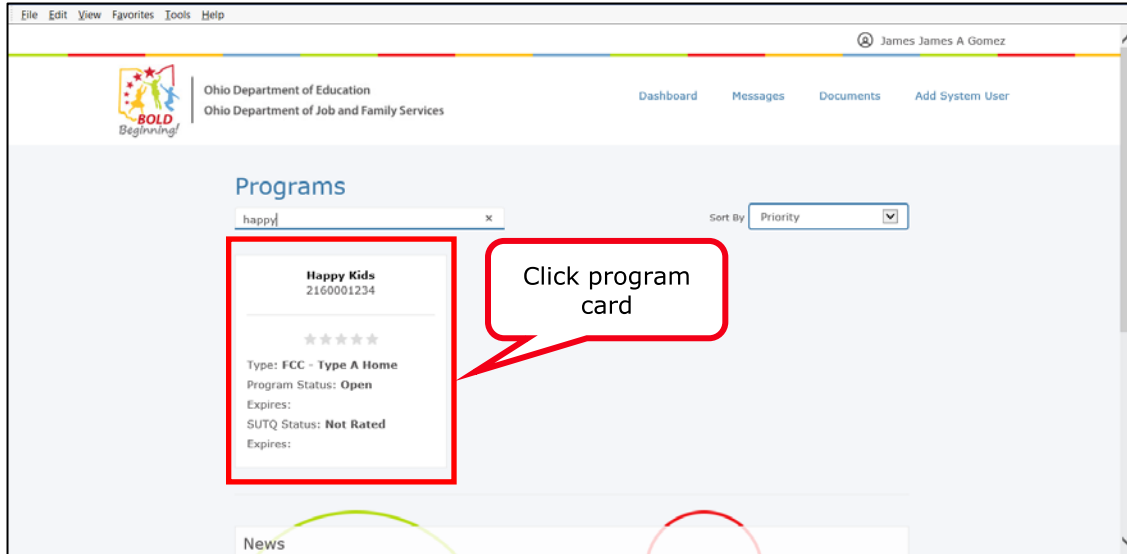 File Edit View Favorites Tools Help
James James A Gomez
BOLD
Beginning!
Ohio Department of Education
Ohio Department of Job and Family Services
Dashboard Messages Documents Add System User
Programs
happy ×
Sort By Priority
Happy Kids
2160001234
Click program
card
Type: FCC - Type A Home
Program Status: Open
Expires:
SUTQ Status: Not Rated
Expires:
News